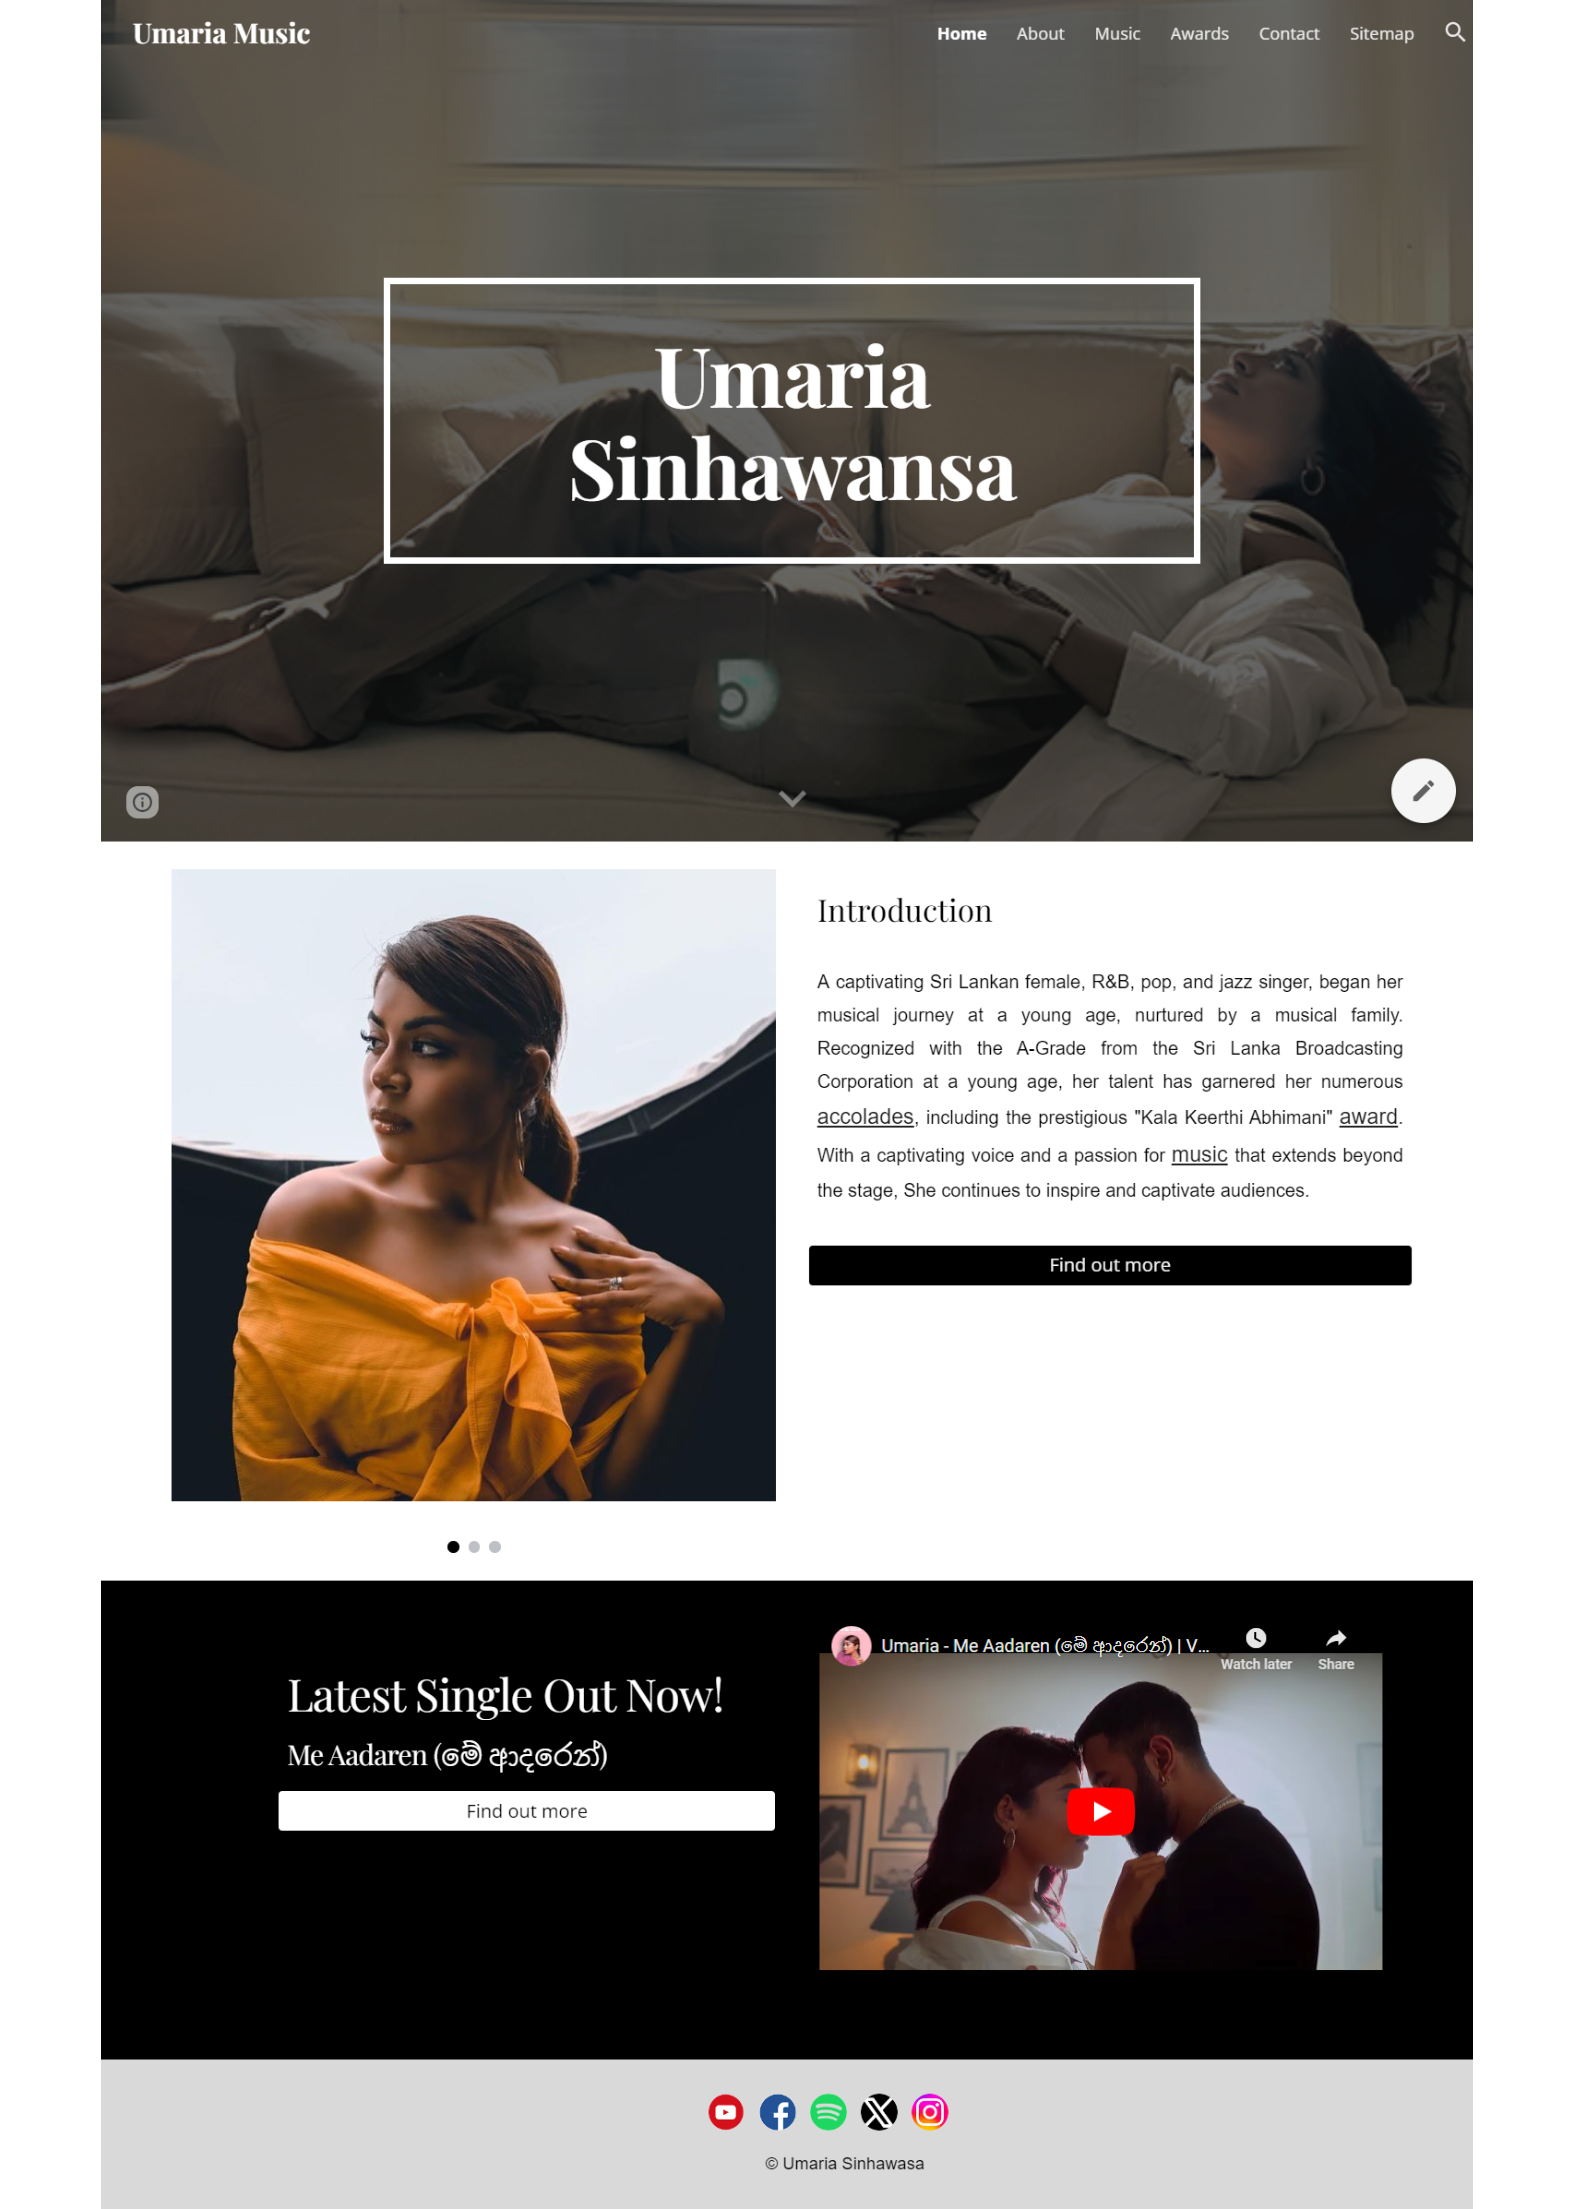 Umaria Music
Home About Music Awards Contact Sitemap
Umaria
Sinhawansa
Introduction
A captivating Sri Lankan female, R&B, pop, and jazz singer, began her
musical journey at a young age, nurtured by a musical family.
Recognized with the A-Grade from the Sri Lanka Broadcasting
Corporation at a young age, her talent has garnered her numerous
accolades, including the prestigious "Kala Keerthi Abhimani" award.
With a captivating voice and a passion for music that extends beyond
the stage, She continues to inspire and captivate audiences.
Find out more
Latest Single Out Now!
Me Aadaren (මේ ආදරෙන්)
Find out more
Umaria - Me Aadaren (මේ ආදරෙන්) | V...
Watch later
Share
© Umaria Sinhawasa